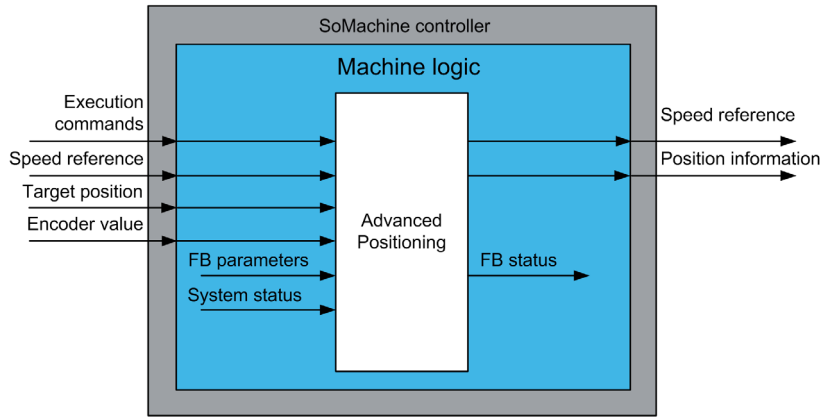 SoMachine controller
Machine logic
Execution
commands
Speed reference
Target position
Encoder value
FB parameters
System status
Advanced
Positioning
Speed reference
Position information
FB status